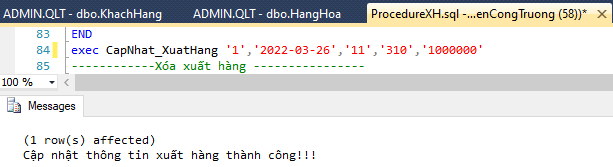 ADMIN.QLT - dbo.KhachHang
ADMIN.QLT - dbo.HangHoa
ProcedureXH.sql -...enCongTruong (58))*
83 END
84 exec CapNhat_XuatHang '1','2022-03-26','11','310','1000000'
85 ------------Xóa xuất hàng ----------------
100 %
Messages
(1 row(s) affected)
Cập nhật thông tin xuất hàng thành công!!!